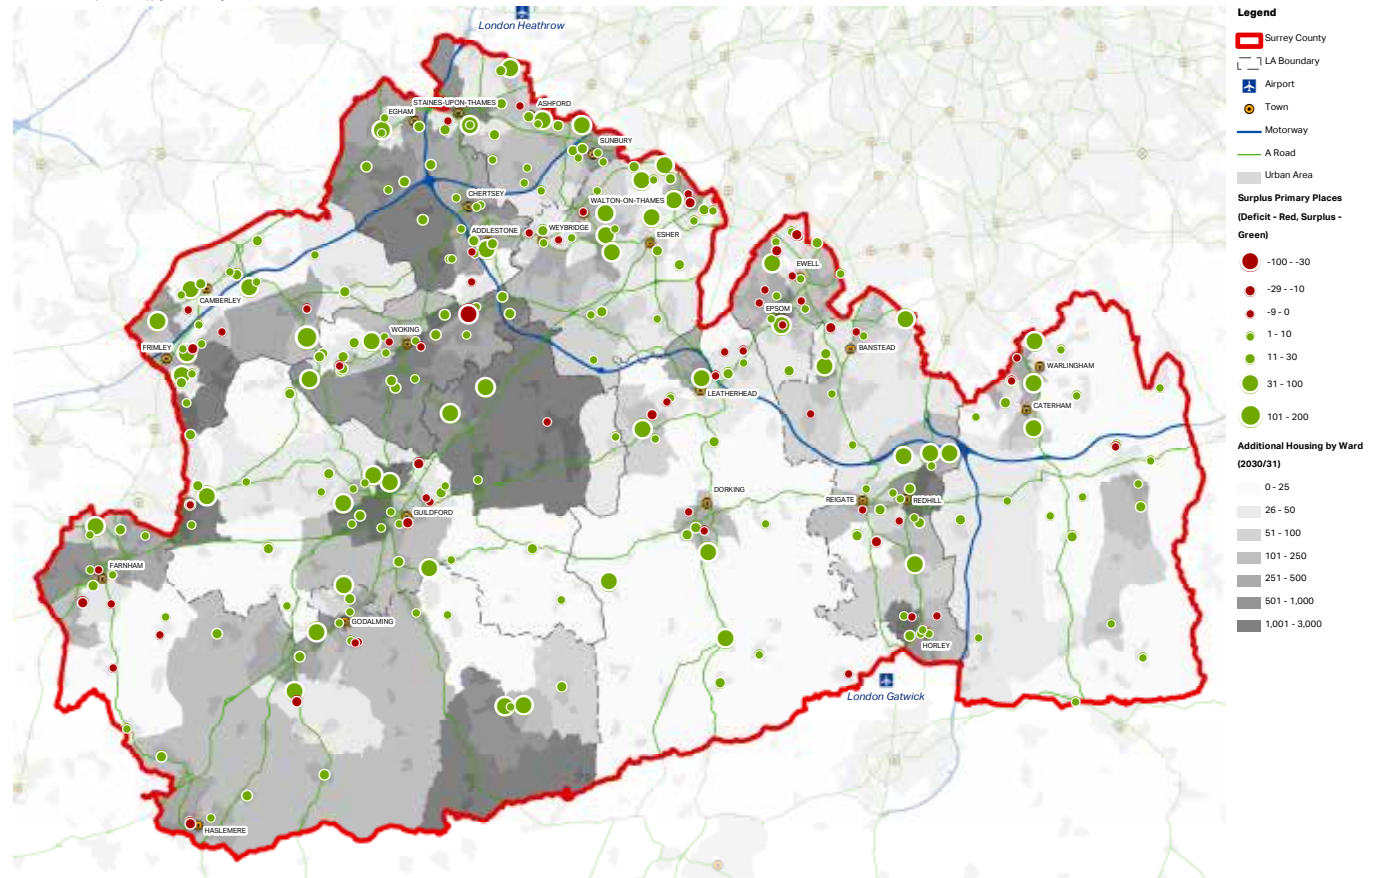 London Heathrow
STAINES-UPON-THAMES
ASHFORD
EGHAM
SUNBURY
CHERTSEY
WALTON-ON-THAMES
ADDLESTONE
WEYBRIDGE
ESHER
EWELL
CAMBERLEY
EPSOM
WOKING
FRIMLEY
BANSTEAD
WARLINGHAM
LEATHERHEAD
CATERHAM
DORKING
REIGATE
REDHILL
GUILDFORD
FARNHAM
GODALMING
HORLEY
London Gatwick
HASLEMERE
Legend
Surrey County
LA Boundary
Airport
Town
Motorway
A Road
Urban Area
Surplus Primary Places
(Deficit - Red, Surplus -
Green)
-100 - -30
-29 - -10
-9 - 0
1 - 10
11 - 30
31 - 100
101 - 200
Additional Housing by Ward
(2030/31)
0 - 25
26 - 50
51 - 100
101 - 250
251 - 500
501 - 1,000
1,001 - 3,000